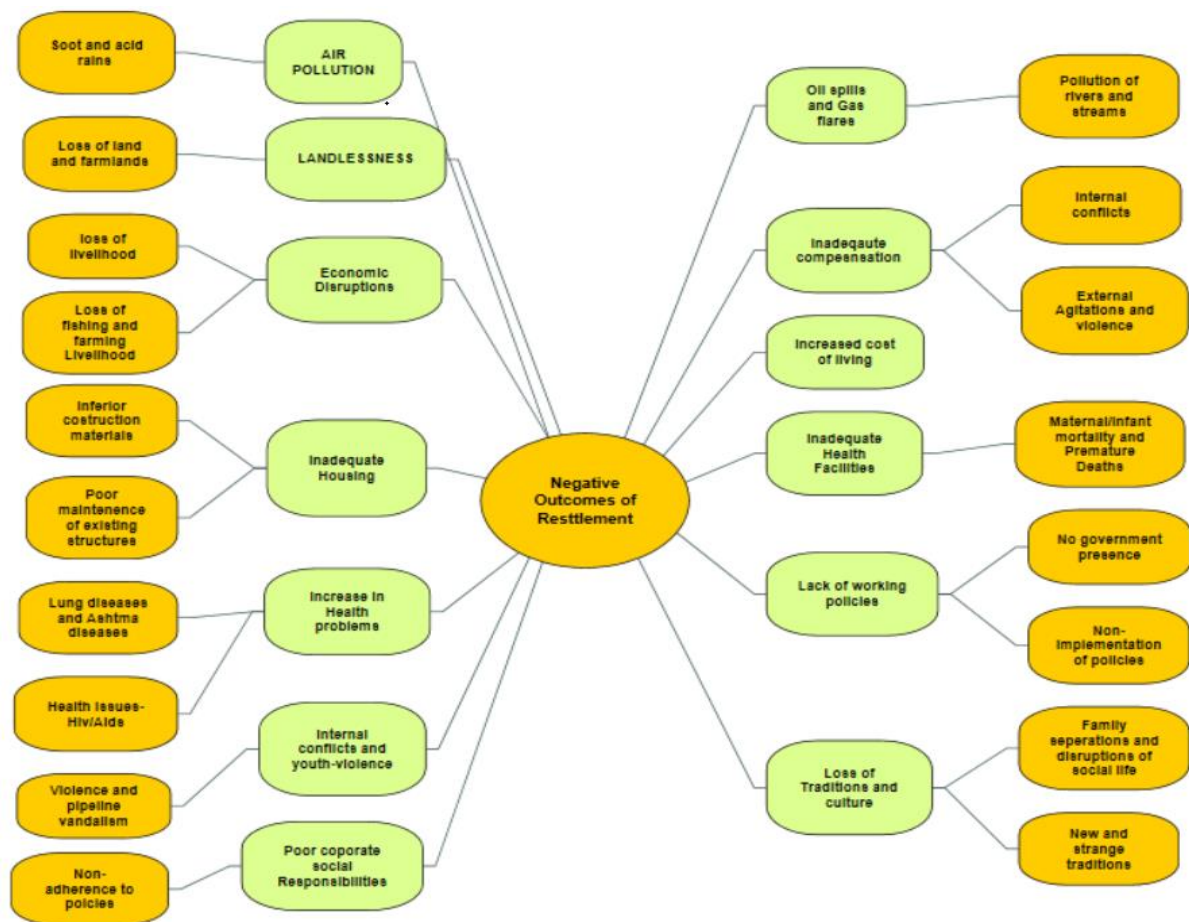 Soot and acid
rains
AIR
POLLUTION
Loss of land
and farmlands
LANDLESSNESS
loss of
livelihood
Loss of
fishing and
farming
Livelihood
Economic
Disruptions
Inferior
costruction
materials
Poor
maintenence
of existing
structures
Inadequate
Housing
Lung diseases
and Ashtma
diseases
Health issues-
Hiv/Aids
Increase in
Health
problems
Violence and
pipeline
vandalism
Internal
conflicts and
youth-violence
Non-
adherence to
polcies
Poor coporate
social
Responsibilities
Negative
Outcomes of
Resttlement
Oil spills
and Gas
flares
Pollution of
rivers and
streams
Inadeqaute
compesnsation
Internal
conflicts
External
Agitations and
violence
Increased cost
of living
Inadequate
Health
Facilities
Maternal/infant
mortality and
Premature
Deaths
Lack of working
policies
No government
presence
Non-
implementation
of policies
Loss of
Traditions and
culture
Family
seperations and
disruptions of
social life
New and
strange
traditions